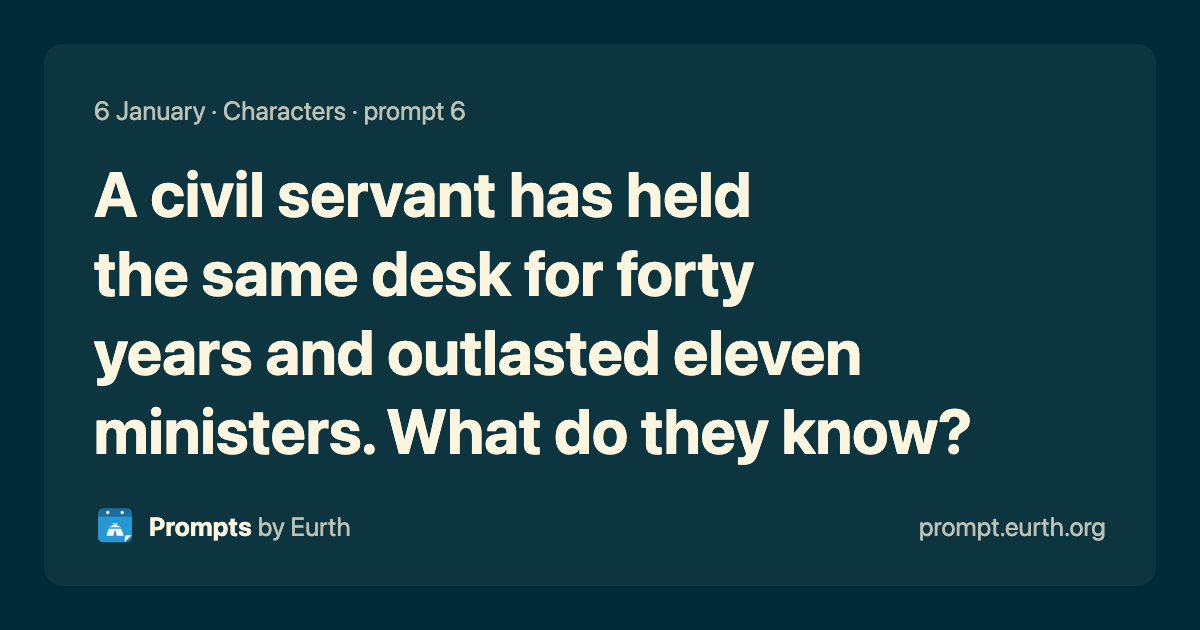 6 January · Characters · prompt 6
A civil servant has held
the same desk for forty
years and outlasted eleven
ministers. What do they know?
Prompts by Eurth
prompt.eurth.org